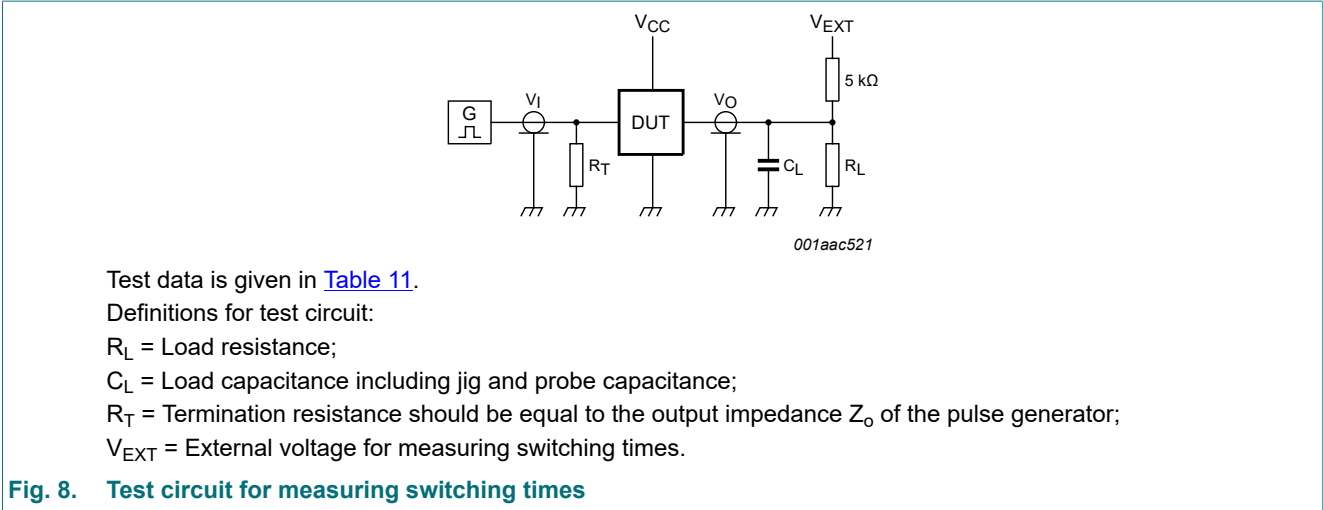 VCC
VEXT
5 kΩ
G
VI
DUT
VO
RT
CL
RL
001aac521
Test data is given in Table 11.
Definitions for test circuit:
RL = Load resistance;
CL = Load capacitance including jig and probe capacitance;
RT = Termination resistance should be equal to the output impedance Zo of the pulse generator;
VEXT = External voltage for measuring switching times.
Fig. 8. Test circuit for measuring switching times